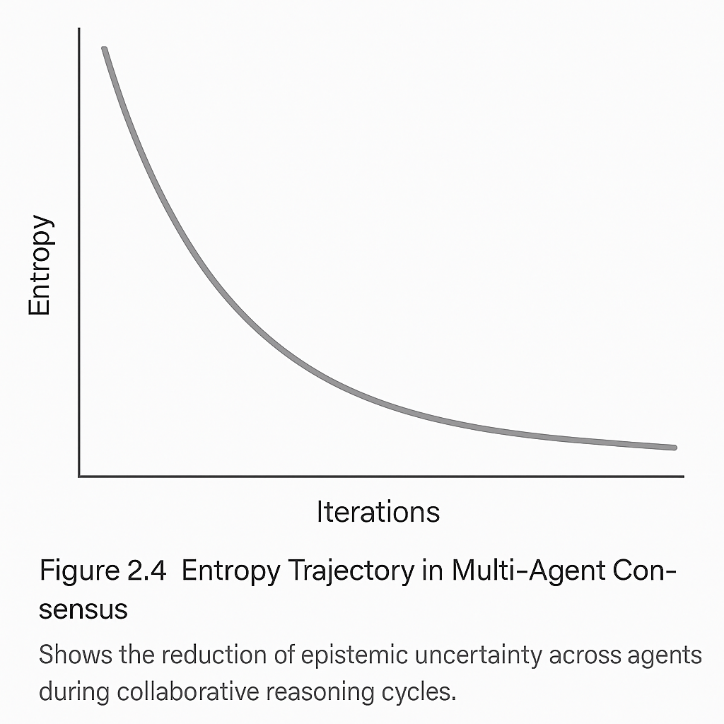 Entropy
Iterations
Figure 2.4 Entropy Trajectory in Multi-Agent Con-
sensus
Shows the reduction of epistemic uncertainty across agents
during collaborative reasoning cycles.